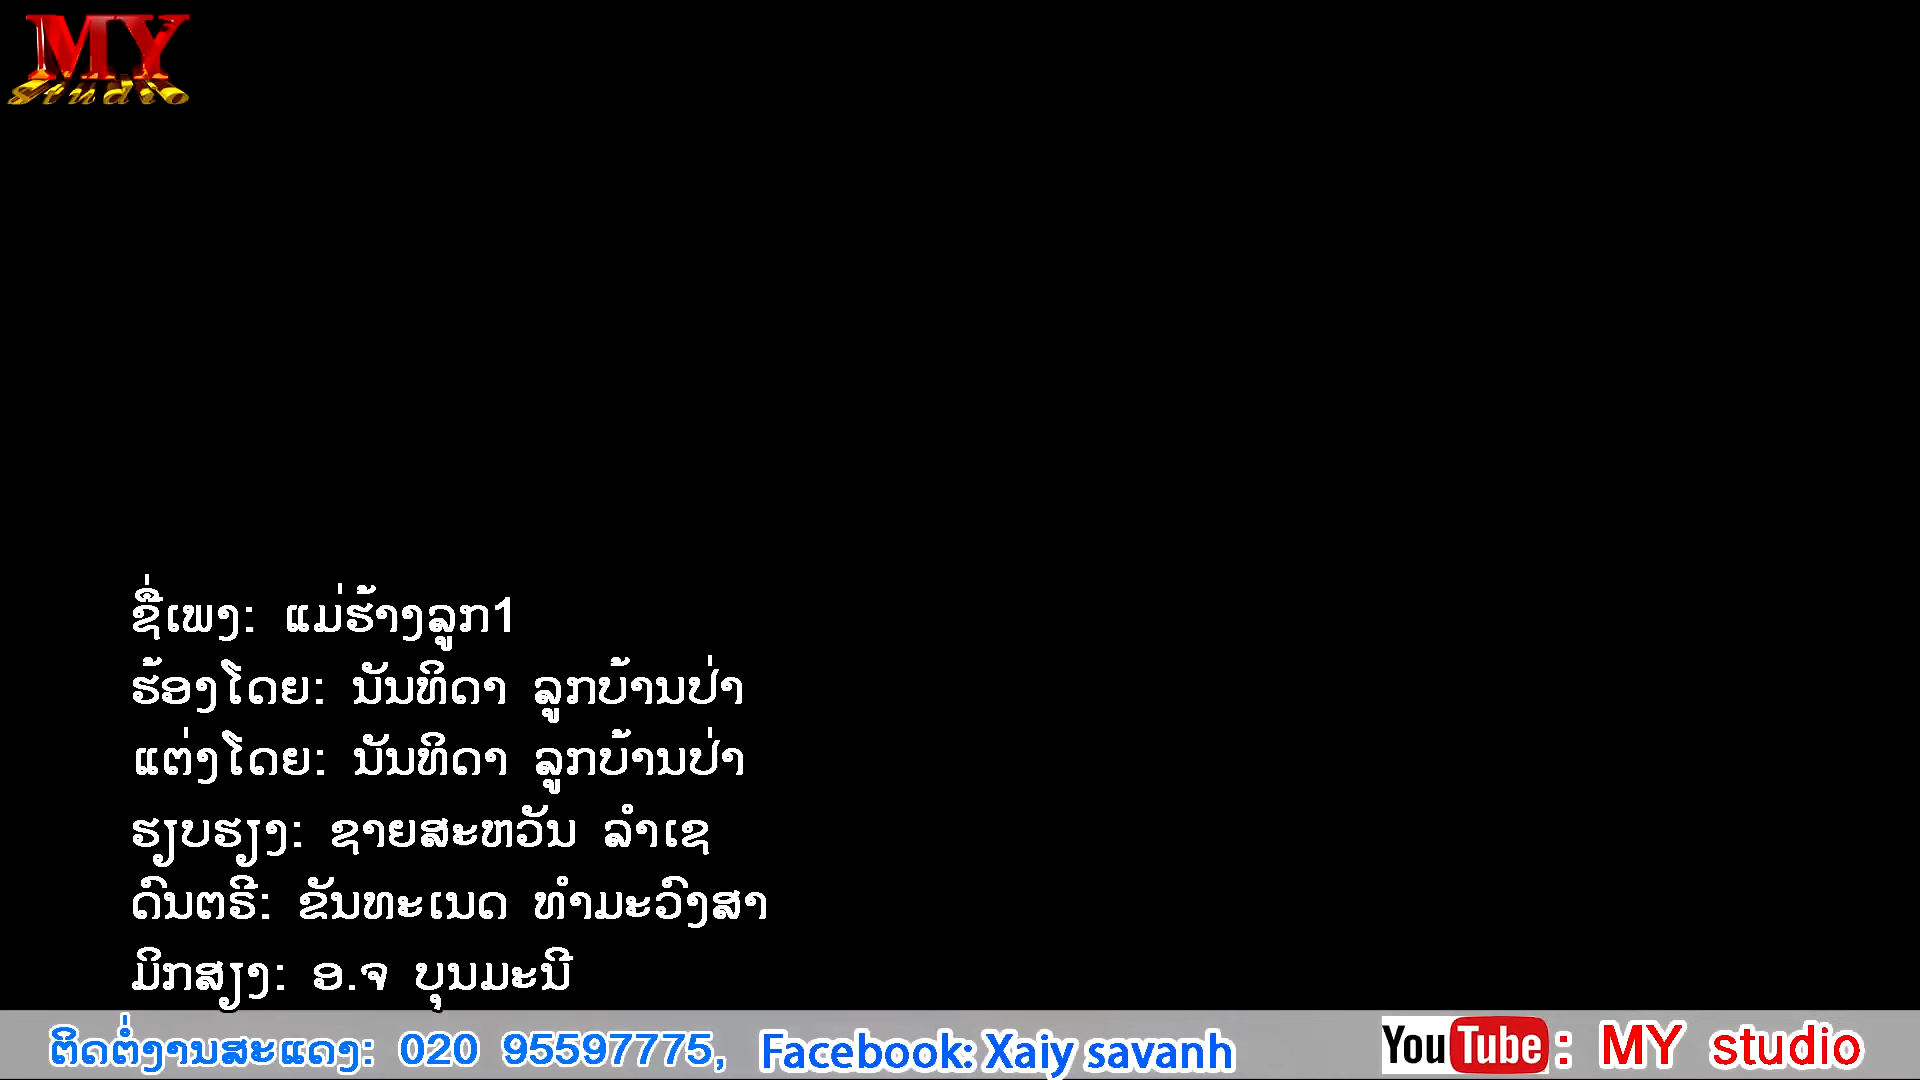 MY
Studio
ຊື່ເພງ: ແມ່ຮ້າງລູກ1
ຮ້ອງໂດຍ: ນັນທິດາ ລູກບ້ານປ່າ
ແຕ່ງໂດຍ: ນັນທິດາ ລູກບ້ານປ່າ
ຮຽບຮຽງ: ຊາຍສະຫວັນ ລຳເຊ
ດົນຕຣີ: ຂັນທະເນດ ທຳມະວົງສາ
ມິກສຽງ: ອ.ຈ ບຸນມະນີ
ຕິດຕໍ່ງານສະແດງ: 020 95597775, Facebook: Xaiy savanh YouTube: MY studio